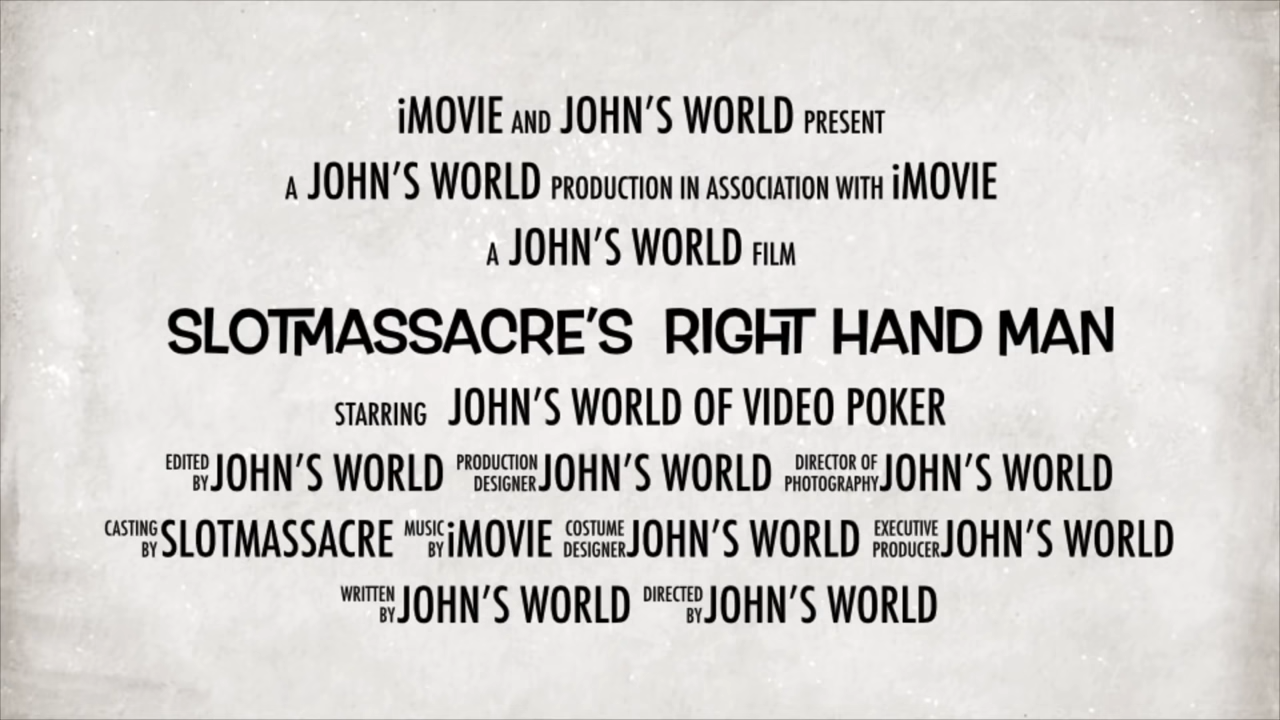 iMOVIE AND JOHN'S WORLD PRESENT
A JOHN'S WORLD PRODUCTION IN ASSOCIATION WITH iMOVIE
A JOHN'S WORLD FILM
SLOTMASSACRE'S RIGHT HAND MAN
STARRING JOHN'S WORLD OF VIDEO POKER
EDITED BY JOHN'S WORLD PRODUCTION DESIGNER JOHN'S WORLD DIRECTOR OF PHOTOGRAPHY JOHN'S WORLD
CASTING BY SLOTMASSACRE MUSIC BY iMOVIE COSTUME DESIGNER JOHN'S WORLD EXECUTIVE PRODUCER JOHN'S WORLD
WRITTEN BY JOHN'S WORLD DIRECTED BY JOHN'S WORLD